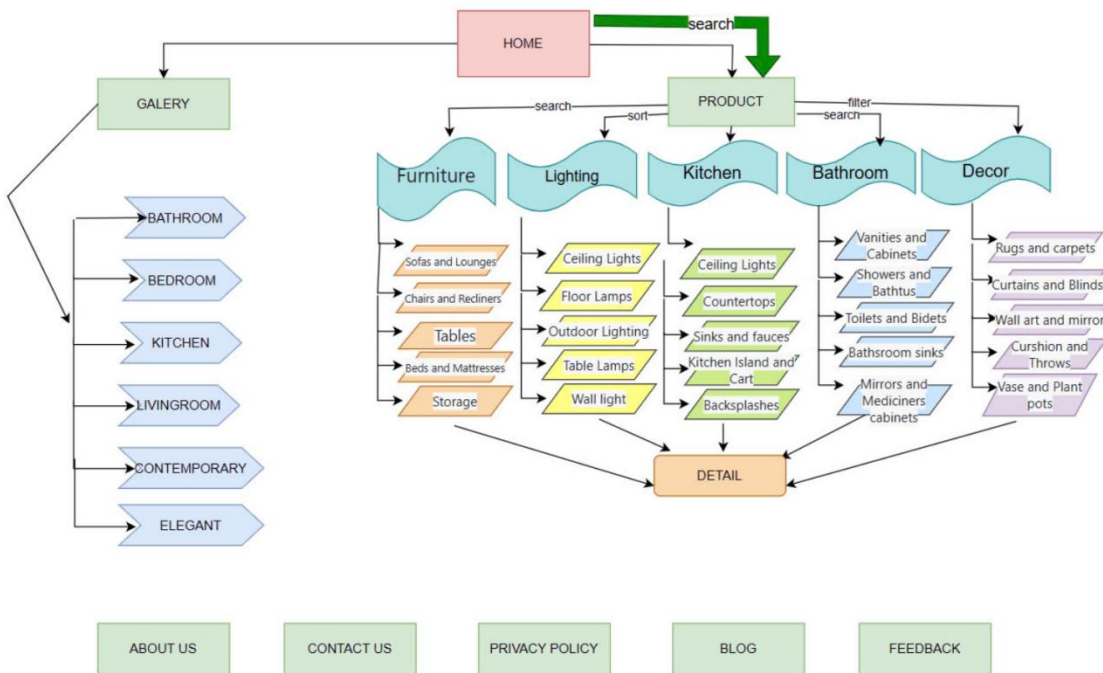 HOME
search
GALERY
PRODUCT
search
sort
search
filter
Furniture
Lighting
Kitchen
Bathroom
Decor
BATHROOM
BEDROOM
KITCHEN
LIVINGROOM
CONTEMPORARY
ELEGANT
Sofas and Lounges
Chairs and Recliners
Tables
Beds and Mattresses
Storage
Ceiling Lights
Floor Lamps
Outdoor Lighting
Table Lamps
Wall light
Ceiling Lights
Countertops
Sinks and fauces
Kitchen Island and
Cart
Backsplashes
Vanities and
Cabinets
Showers and
Bathtus
Toilets and Bidets
Bathsroom sinks
Mirrors and
Mediciners
cabinets
Rugs and carpets
Curtains and Blinds
Wall art and mirror
Curshion and
Throws
Vase and Plant
pots
DETAIL
ABOUT US
CONTACT US
PRIVACY POLICY
BLOG
FEEDBACK